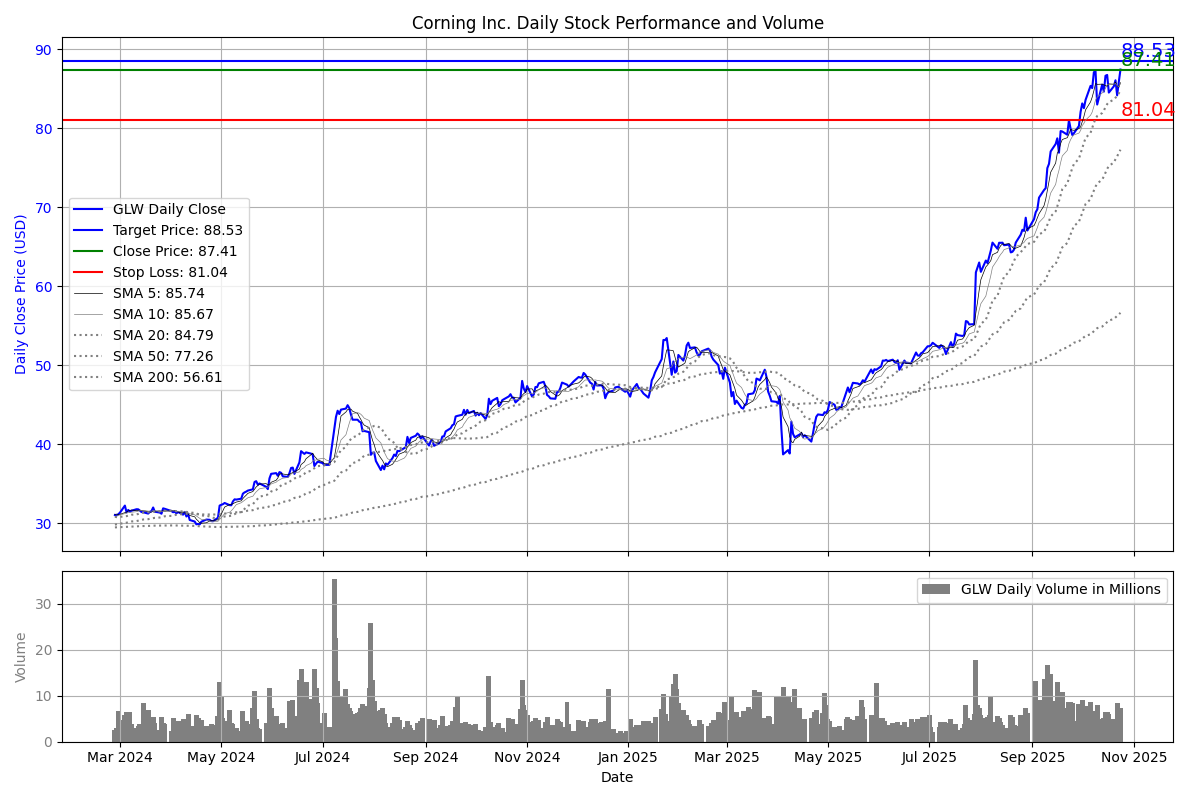 Corning Inc. Daily Stock Performance and Volume
Daily Close Price (USD)
90
80
70
60
50
40
30
88.53
87.41
81.04
GLW Daily Close
Target Price: 88.53
Close Price: 87.41
Stop Loss: 81.04
SMA 5: 85.74
SMA 10: 85.67
SMA 20: 84.79
SMA 50: 77.26
SMA 200: 56.61
Volume
30
20
10
0
GLW Daily Volume in Millions
Mar 2024 May 2024 Jul 2024 Sep 2024 Nov 2024 Jan 2025 Mar 2025 May 2025 Jul 2025 Sep 2025 Nov 2025
Date